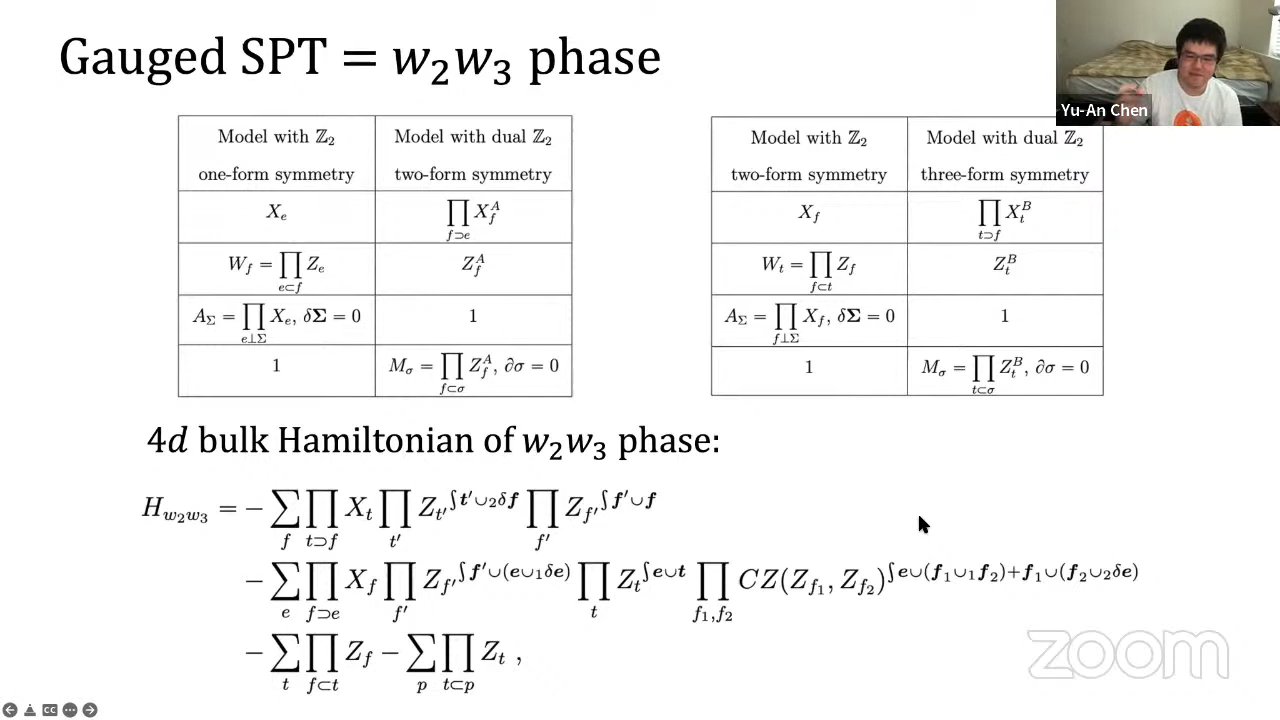 Gauged SPT = w₂w₃ phase
Yu-An Chen
Model with ℤ₂ one-form symmetry | Model with dual ℤ₂ two-form symmetry
X_e | ∏_{f⊃e} X_f^A
W_f = ∏_{e⊂f} Z_e | Z_f^A
A_Σ = ∏_{e⊥Σ} X_e, δ𝚺 = 0 | 1
1 | M_σ = ∏_{f⊂σ} Z_f^A, ∂σ = 0
Model with ℤ₂ two-form symmetry | Model with dual ℤ₂ three-form symmetry
X_f | ∏_{t⊃f} X_t^B
W_t = ∏_{f⊂t} Z_f | Z_t^B
A_Σ = ∏_{f⊥Σ} X_f, δ𝚺 = 0 | 1
1 | M_σ = ∏_{t⊂σ} Z_t^B, ∂σ = 0
4d bulk Hamiltonian of w₂w₃ phase:
H_{w₂w₃} = − ∑_f ∏_{t⊃f} X_t ∏_{t′} Z_{t′}^{∫ t′∪₂δf} ∏_{f′} Z_{f′}^{∫ f′∪f}
− ∑_e ∏_{f⊃e} X_f ∏_{f′} Z_{f′}^{∫ f′∪(e∪₁δe)} ∏_t Z_t^{∫ e∪t} ∏_{f₁,f₂} CZ(Z_{f₁}, Z_{f₂})^{∫ e∪(f₁∪₁f₂)+f₁∪(f₂∪₂δe)}
− ∑_t ∏_{f⊂t} Z_f − ∑_p ∏_{t⊂p} Z_t ,
zoom
CC